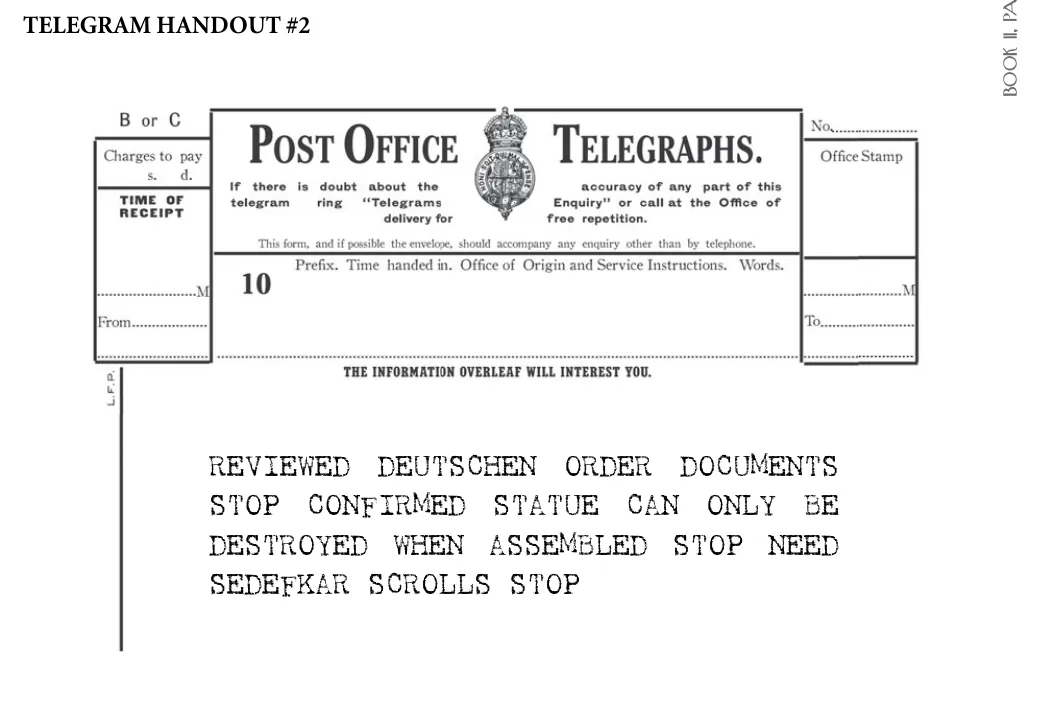 TELEGRAM HANDOUT #2
BOOK II,
B or C
Charges to pay
s. d.
TIME OF
RECEIPT
M
From
POST OFFICE TELEGRAPHS.
If there is doubt about the accuracy of any part of this
telegram ring "Telegrams Enquiry" or call at the Office of
delivery for free repetition.
This form, and if possible the envelope, should accompany any enquiry other than by telephone.
Prefix. Time handed in. Office of Origin and Service Instructions. Words.
10
No.
Office Stamp
M
To
THE INFORMATION OVERLEAF WILL INTEREST YOU.
L.F.P.
REVIEWED DEUTSCHEN ORDER DOCUMENTS
STOP CONFIRMED STATUE CAN ONLY BE
DESTROYED WHEN ASSEMBLED STOP NEED
SEDEFKAR SCROLLS STOP